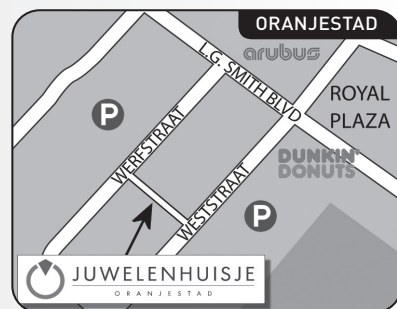 ORANJESTAD
arubus
L.G. SMITH BLVD
ROYAL
PLAZA
P
WERFSTRAAT
DUNKIN'
DONUTS
WESTSTRAAT
P
JUWELENHUISJE
ORANJESTAD